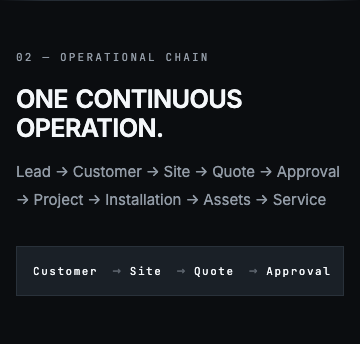 02 — OPERATIONAL CHAIN
ONE CONTINUOUS
OPERATION.
Lead → Customer → Site → Quote → Approval
→ Project → Installation → Assets → Service
Customer → Site → Quote → Approval